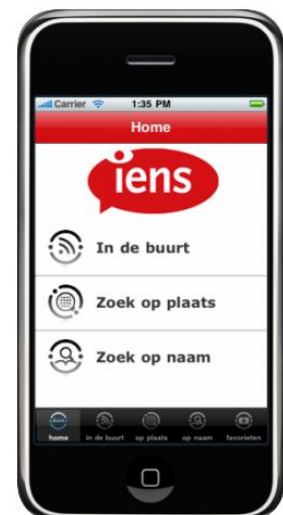 Carrier 1:35 PM
Home
iens
In de buurt
Zoek op plaats
Zoek op naam
home in de buurt op plaats op naam favorieten